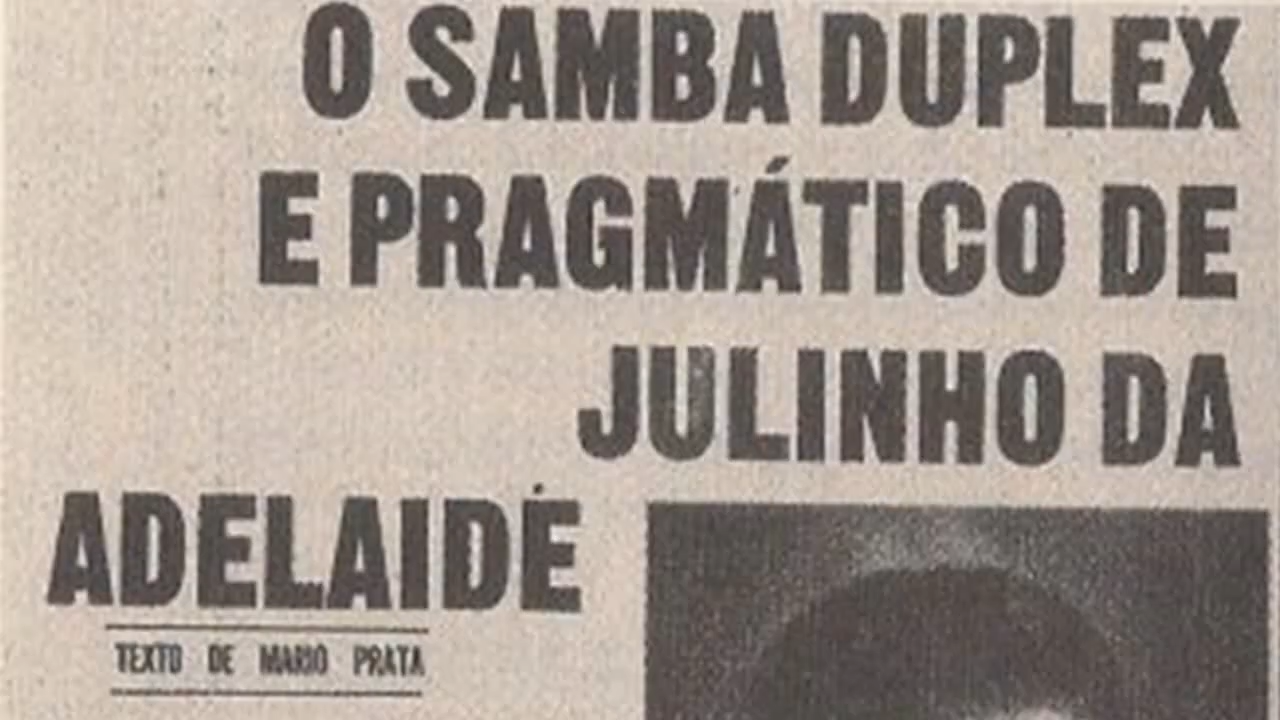 O SAMBA DUPLEX
E PRAGMÁTICO DE
JULINHO DA
ADELAIDE
TEXTO DE MARIO PRATA